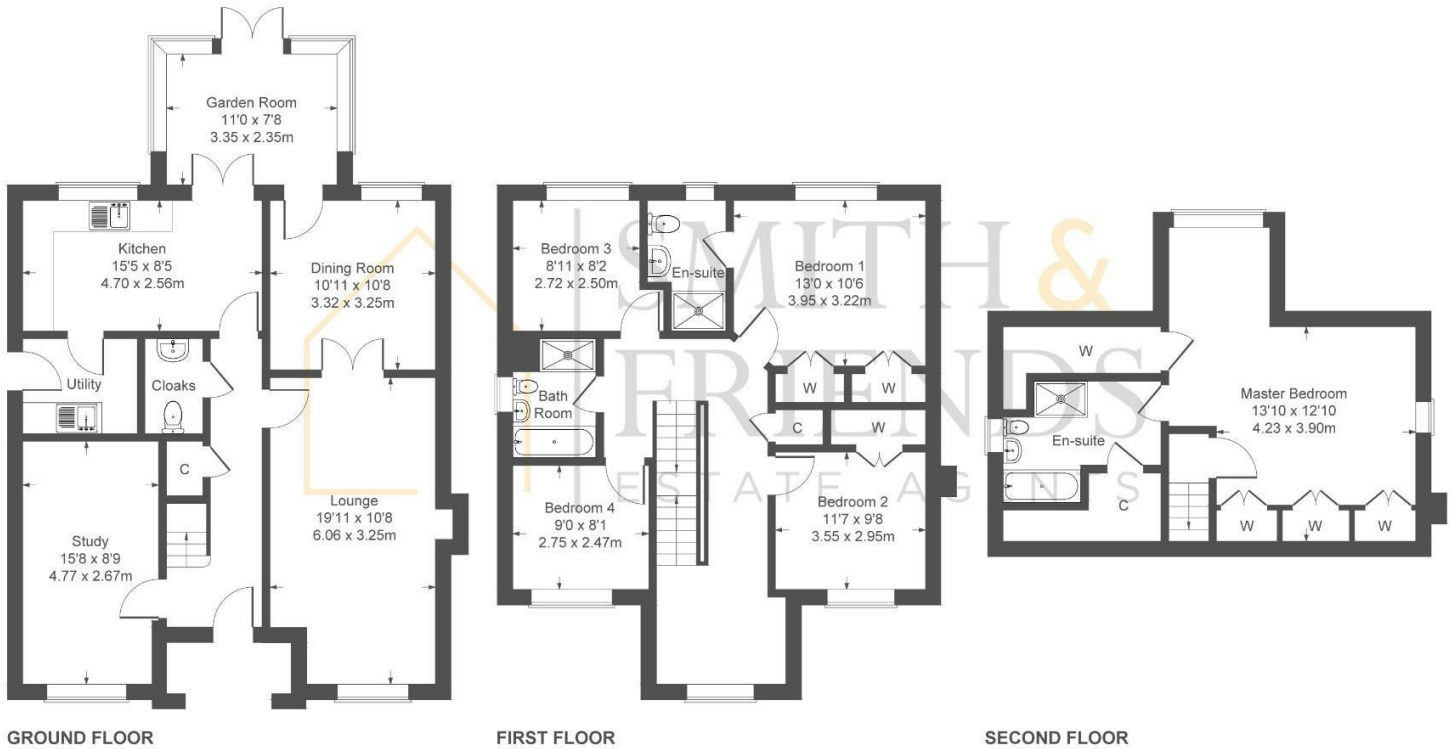 Garden Room
11'0 x 7'8
3.35 x 2.35m
Kitchen
15'5 x 8'5
4.70 x 2.56m
Dining Room
10'11 x 10'8
3.32 x 3.25m
Utility
Cloaks
C
Study
15'8 x 8'9
4.77 x 2.67m
Lounge
19'11 x 10'8
6.06 x 3.25m
GROUND FLOOR
Bedroom 3
8'11 x 8'2
2.72 x 2.50m
En-suite
Bedroom 1
13'0 x 10'6
3.95 x 3.22m
W
W
Bath
Room
C
W
Bedroom 4
9'0 x 8'1
2.75 x 2.47m
Bedroom 2
11'7 x 9'8
3.55 x 2.95m
FIRST FLOOR
W
Master Bedroom
13'10 x 12'10
4.23 x 3.90m
En-suite
C
W
W
W
SECOND FLOOR
SMITH &
FRIENDS
ESTATE AGENTS